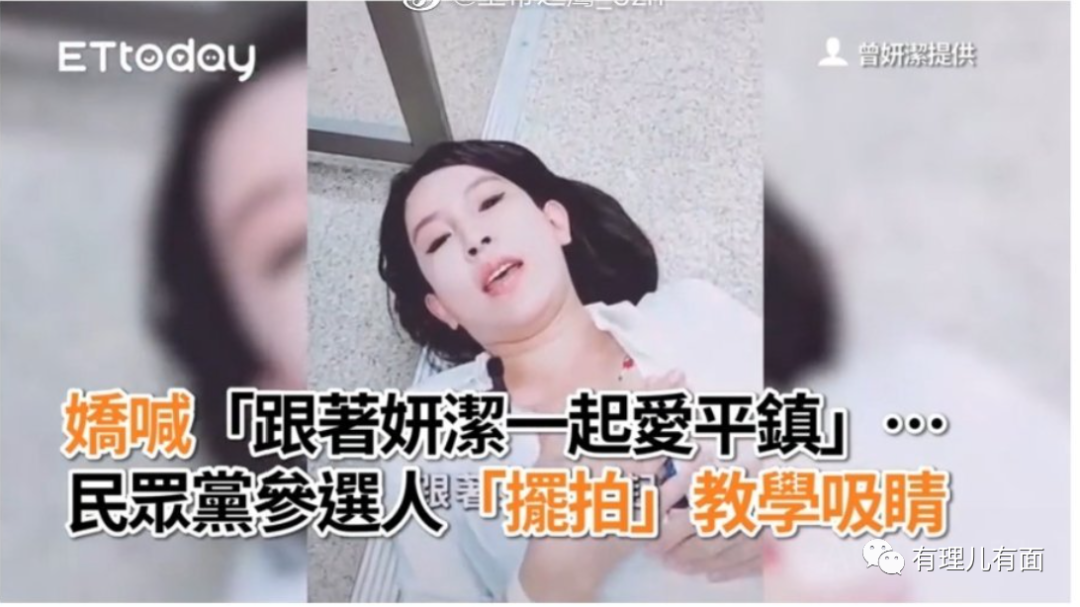 ETtoday
曾妍潔提供
嬌喊「跟著妍潔一起愛平鎮」…
民眾黨參選人「擺拍」教學吸睛
有理儿有面